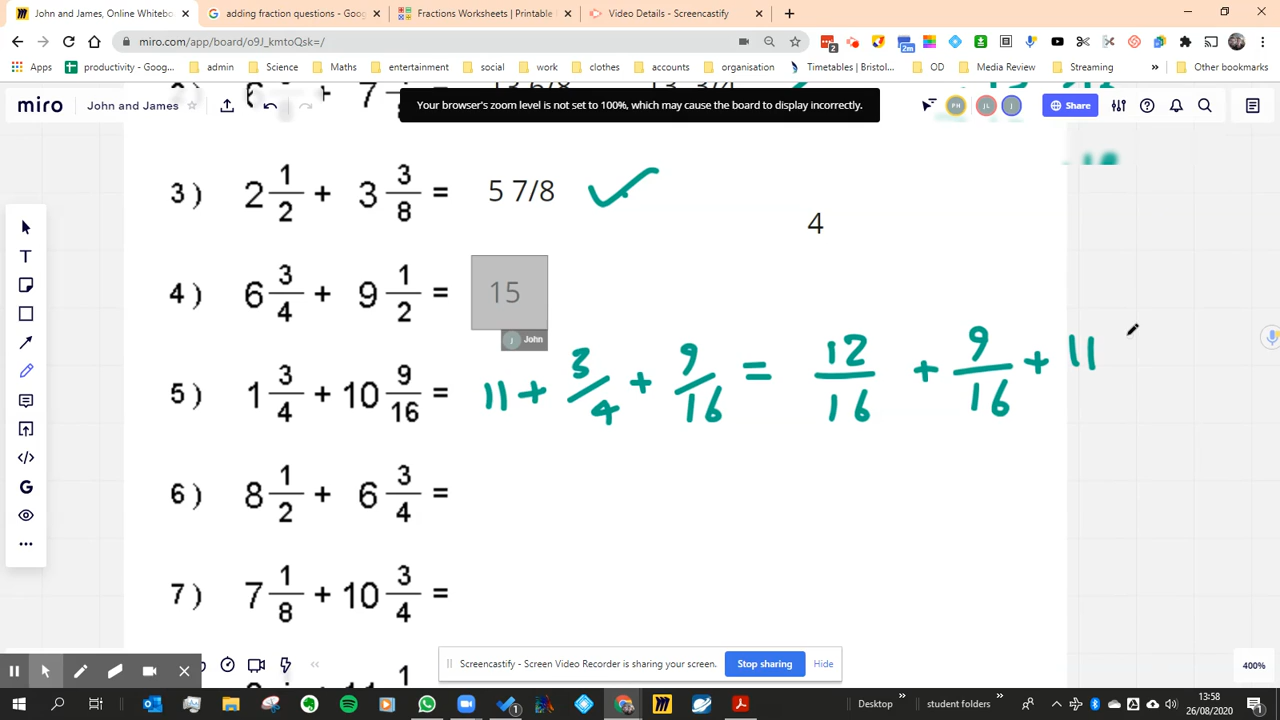 John and James, Online Whitebo
adding fraction questions - Goog
Fractions Worksheets | Printable
Video Details - Screencastify
miro.com/app/board/o9J_kmtoQsk=/
2
2m
Apps
productivity - Goog...
admin
Science
Maths
entertainment
social
work
clothes
accounts
organisation
Timetables | Bristol...
OD
Media Review
Streaming
»
Other bookmarks
miro
John and James
Your browser's zoom level is not set to 100%, which may cause the board to display incorrectly.
PH
JL
J
Share
3) 2 1/2 + 3 3/8 = 5 7/8
4
4) 6 3/4 + 9 1/2 = 15
J John
5) 1 3/4 + 10 9/16 = 11 + 3/4 + 9/16 = 12/16 + 9/16 + 11
6) 8 1/2 + 6 3/4 =
7) 7 1/8 + 10 3/4 =
Screencastify - Screen Video Recorder is sharing your screen.
Stop sharing
Hide
400%
Desktop
student folders
13:58
26/08/2020